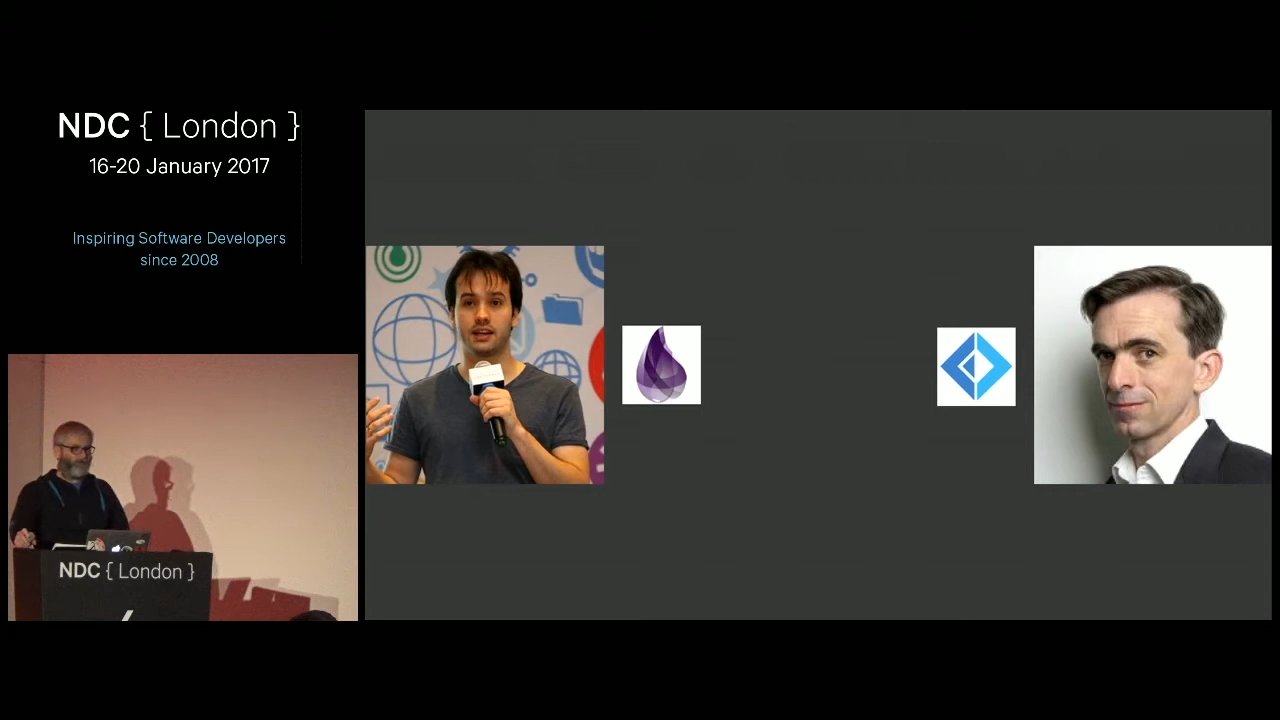 NDC { London }
16-20 January 2017
Inspiring Software Developers
since 2008
NDC { London }